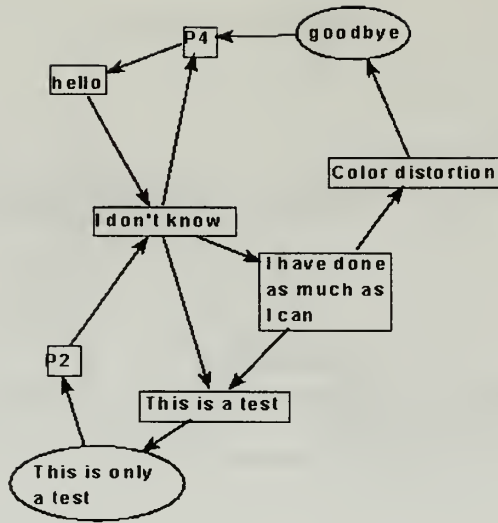 goodbye
P4
hello
Color distortion
I don't know
I have done
as much as
I can
P2
This is a test
This is only
a test